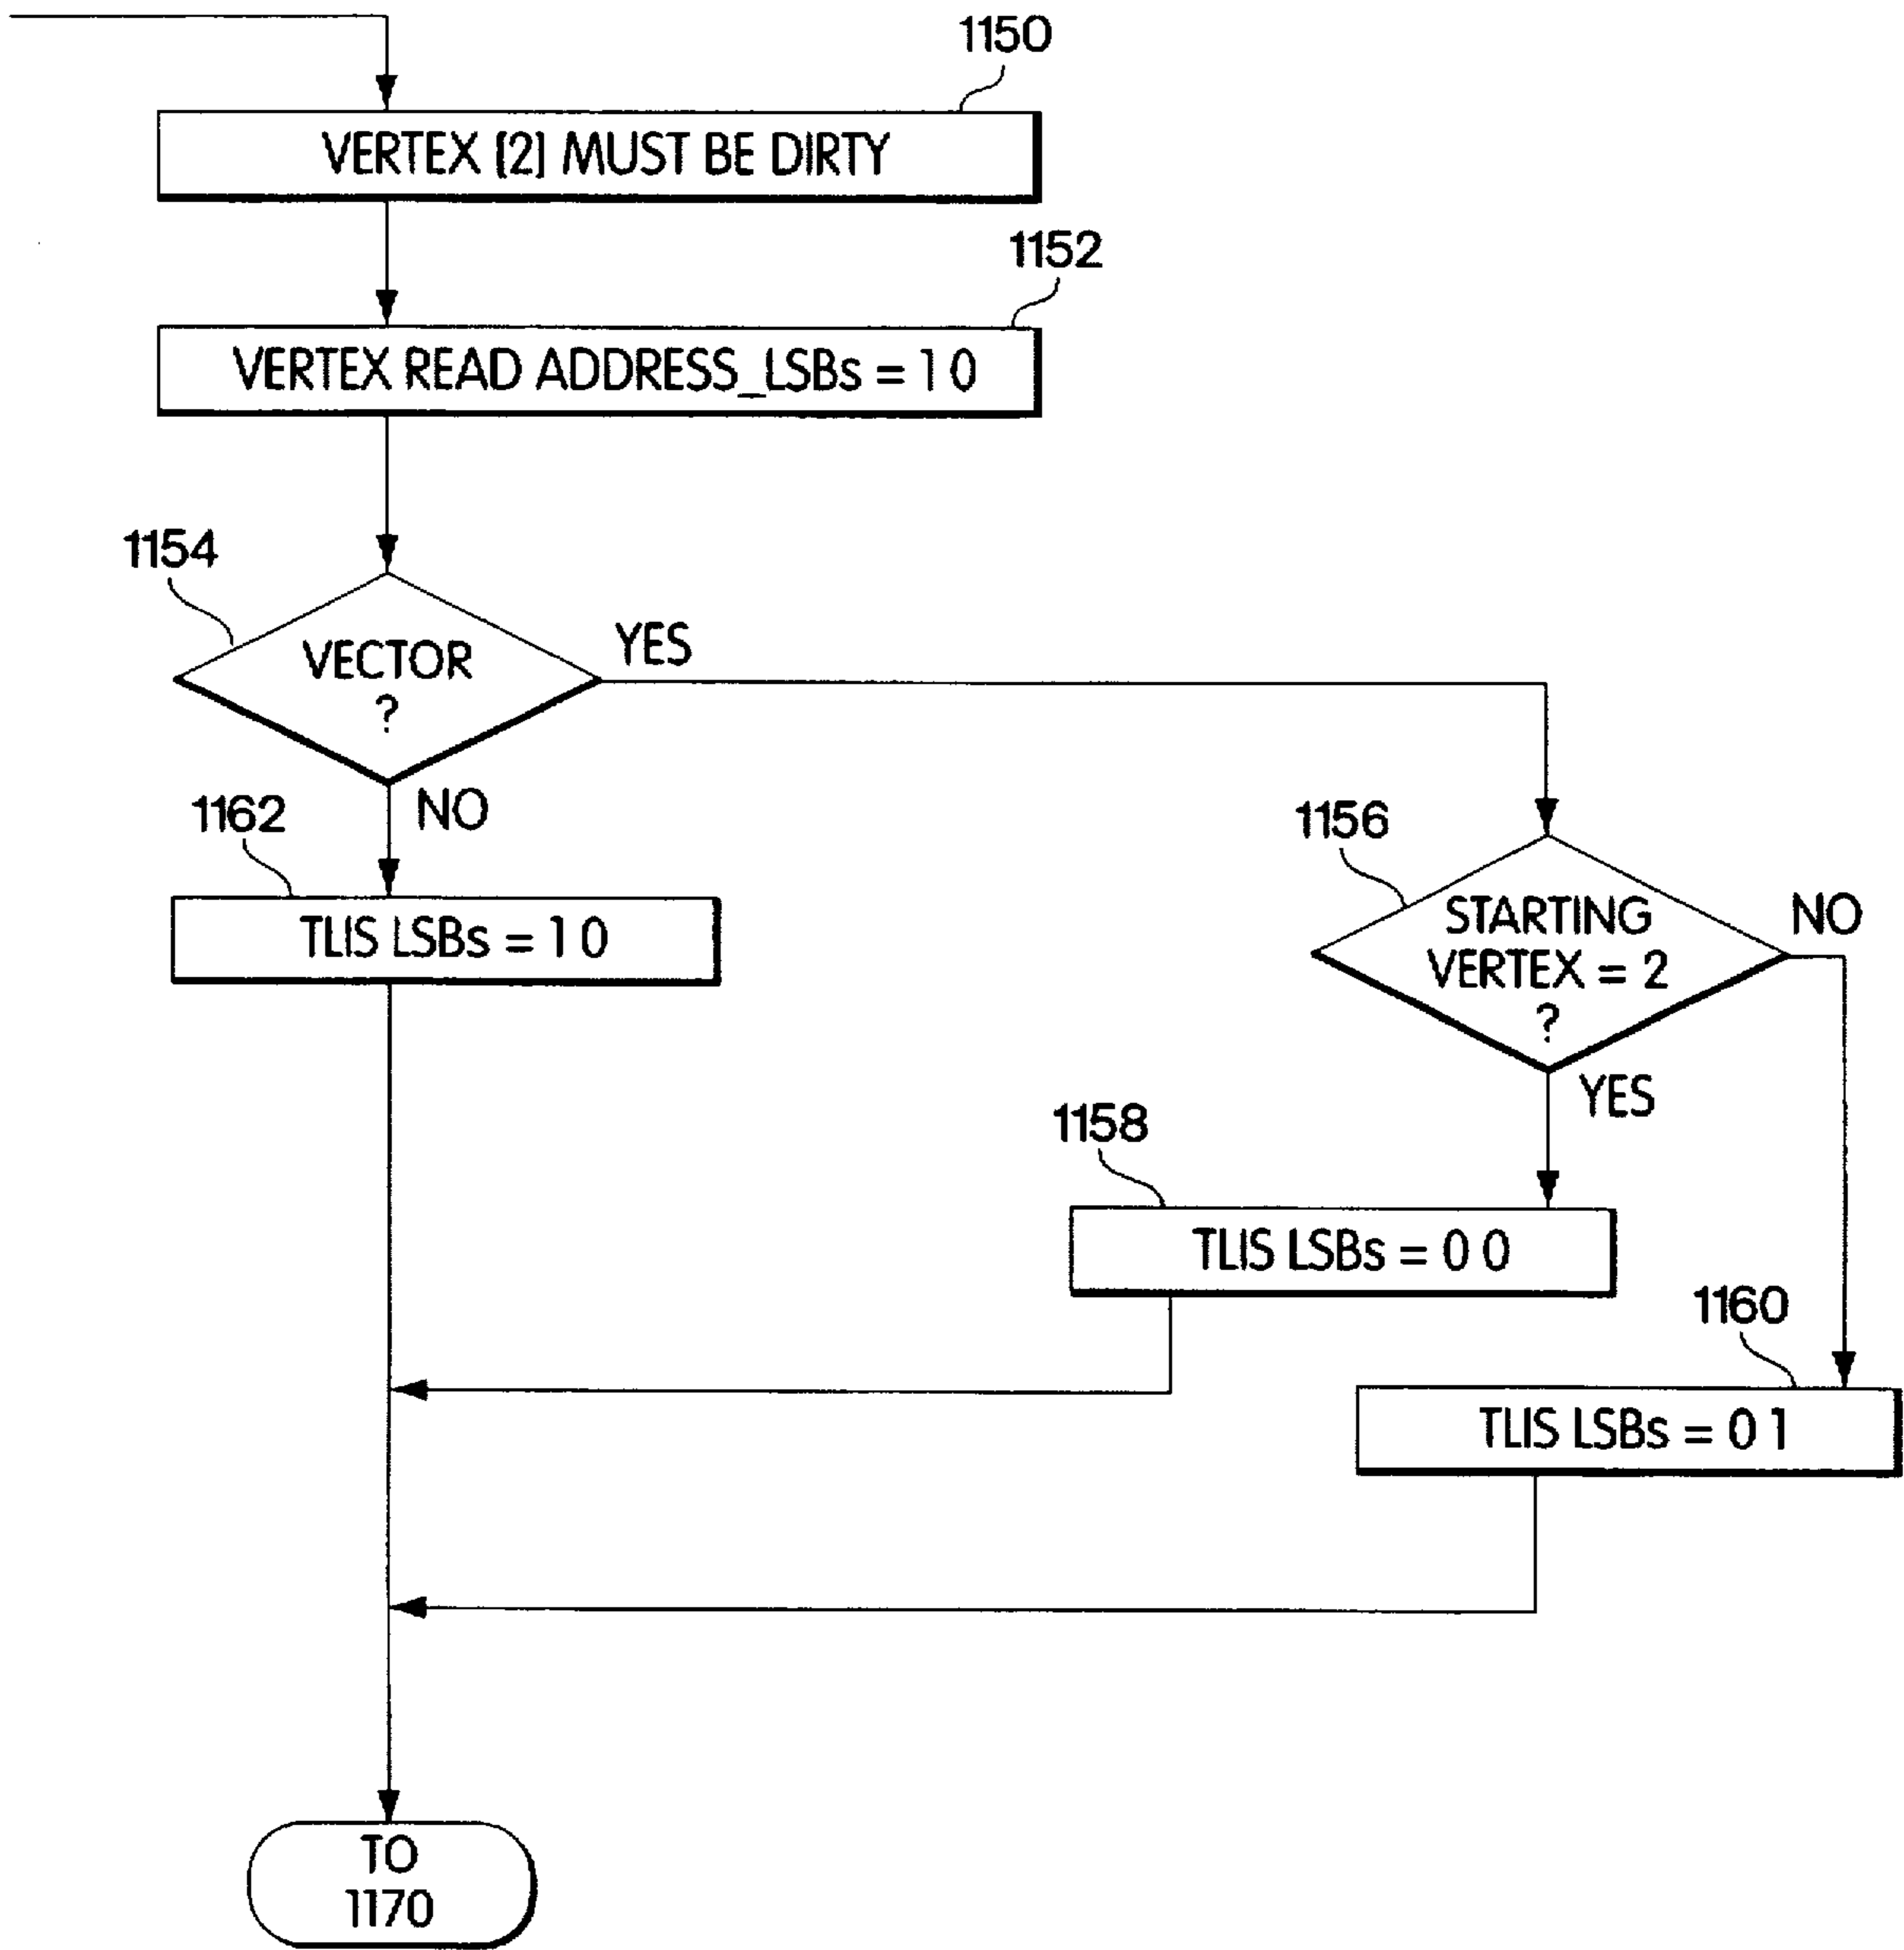 1150
VERTEX [2] MUST BE DIRTY
1152
VERTEX READ ADDRESS_LSBs = 1 0
1154
VECTOR
?
YES
NO
1162
TLIS LSBs = 1 0
1156
STARTING
VERTEX = 2
?
NO
YES
1158
TLIS LSBs = 0 0
1160
TLIS LSBs = 0 1
TO
1170